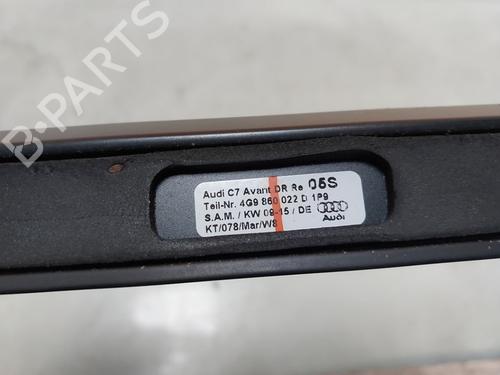 B-PARTS
Audi C7 Avant DR Re 05S
Teil-Nr. 4G9 860 022 D 1P9
S.A.M. / KW 09-15 / DE
Audi
KT/078/Mar/W8